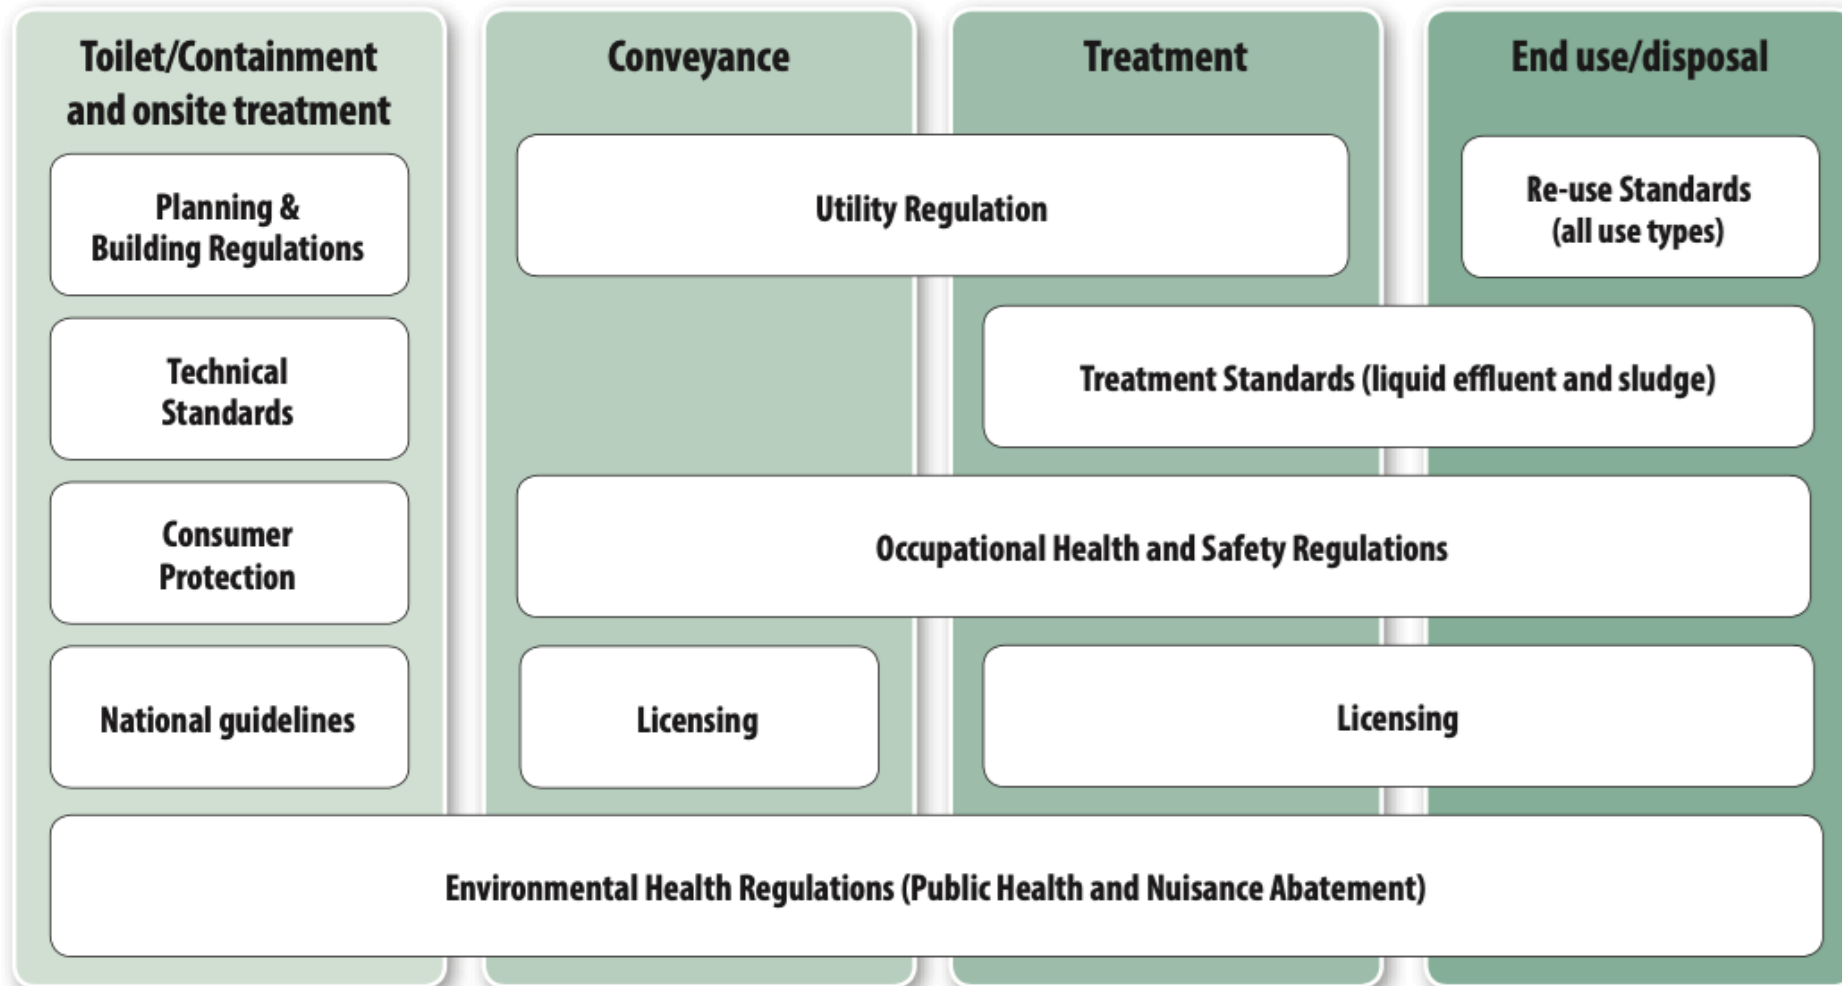 Toilet/Containment
and onsite treatment
Planning &
Building Regulations
Technical
Standards
Consumer
Protection
National guidelines
Conveyance
Treatment
End use/disposal
Utility Regulation
Re-use Standards
(all use types)
Treatment Standards (liquid effluent and sludge)
Occupational Health and Safety Regulations
Licensing
Licensing
Environmental Health Regulations (Public Health and Nuisance Abatement)